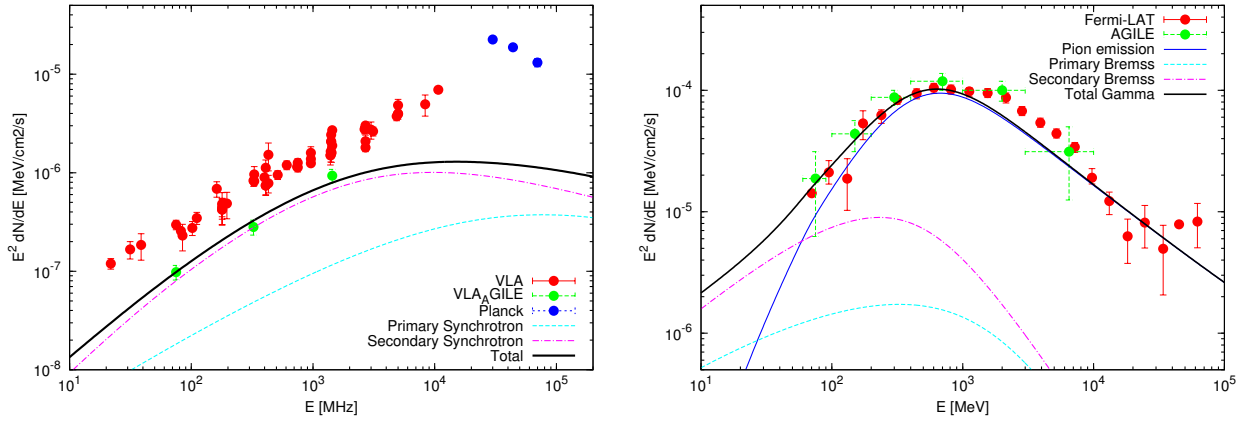 E² dN/dE [MeV/cm2/s]
10⁻⁵
10⁻⁶
10⁻⁷
10⁻⁸
VLA
VLA_AGILE
Planck
Primary Synchrotron
Secondary Synchrotron
Total
10¹ 10² 10³ 10⁴ 10⁵
E [MHz]
E² dN/dE [MeV/cm2/s]
10⁻⁴
10⁻⁵
10⁻⁶
Fermi-LAT
AGILE
Pion emission
Primary Bremss
Secondary Bremss
Total Gamma
10¹ 10² 10³ 10⁴ 10⁵
E [MeV]